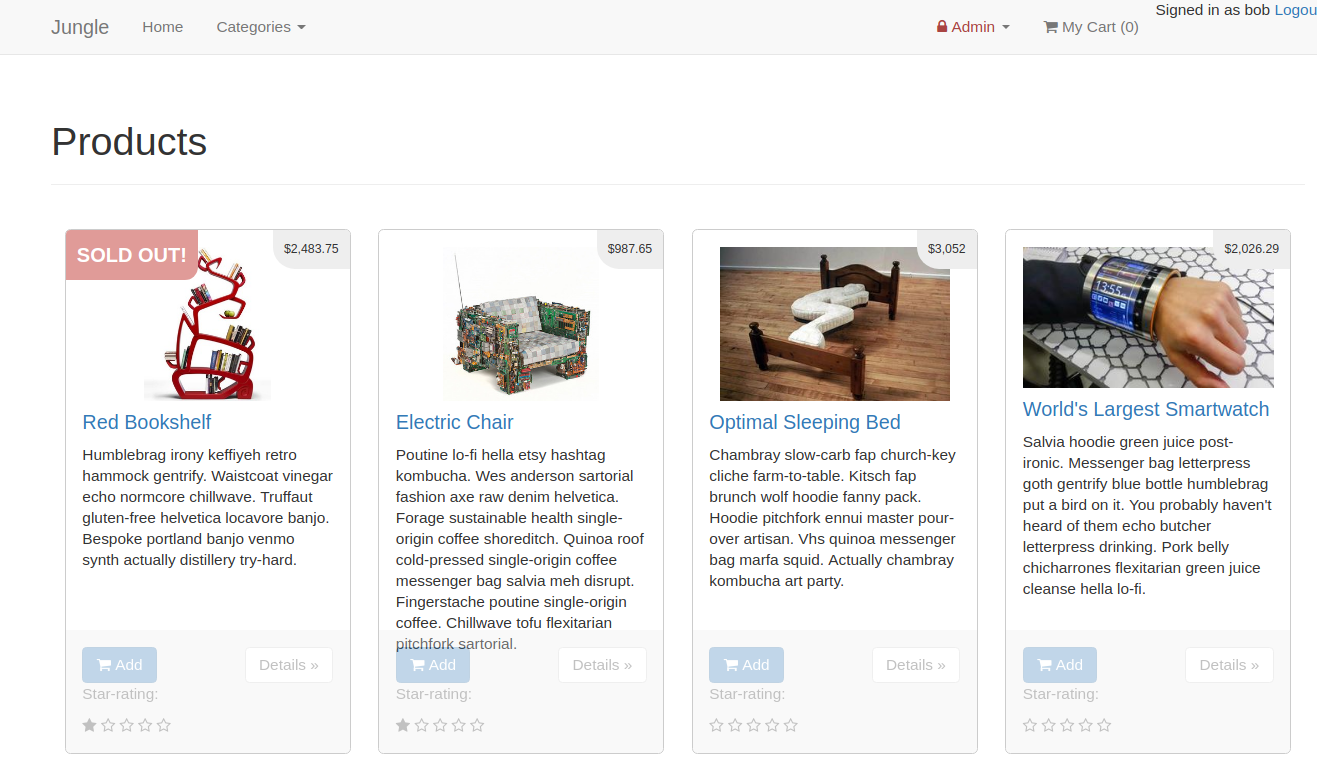 Jungle Home Categories Admin My Cart (0) Signed in as bob Logou
Products
SOLD OUT! $2,483.75
Red Bookshelf
Humblebrag irony keffiyeh retro
hammock gentrify. Waistcoat vinegar
echo normcore chillwave. Truffaut
gluten-free helvetica locavore banjo.
Bespoke portland banjo venmo
synth actually distillery try-hard.
Add Details »
Star-rating:
$987.65
Electric Chair
Poutine lo-fi hella etsy hashtag
kombucha. Wes anderson sartorial
fashion axe raw denim helvetica.
Forage sustainable health single-
origin coffee shoreditch. Quinoa roof
cold-pressed single-origin coffee
messenger bag salvia meh disrupt.
Fingerstache poutine single-origin
coffee. Chillwave tofu flexitarian
pitchfork sartorial.
Add Details »
Star-rating:
$3,052
Optimal Sleeping Bed
Chambray slow-carb fap church-key
cliche farm-to-table. Kitsch fap
brunch wolf hoodie fanny pack.
Hoodie pitchfork ennui master pour-
over artisan. Vhs quinoa messenger
bag marfa squid. Actually chambray
kombucha art party.
Add Details »
Star-rating:
$2,026.29
13:55
World's Largest Smartwatch
Salvia hoodie green juice post-
ironic. Messenger bag letterpress
goth gentrify blue bottle humblebrag
put a bird on it. You probably haven't
heard of them echo butcher
letterpress drinking. Pork belly
chicharrones flexitarian green juice
cleanse hella lo-fi.
Add Details »
Star-rating: